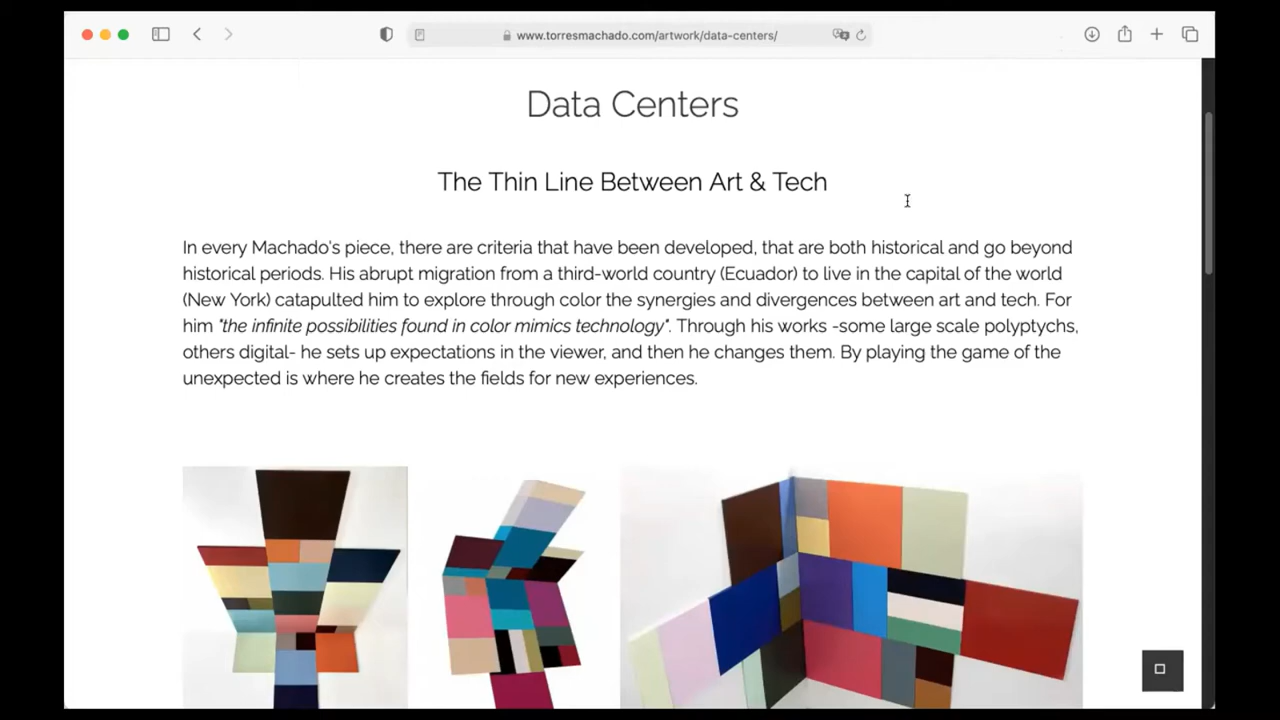 www.torresmachado.com/artwork/data-centers/
Data Centers
The Thin Line Between Art & Tech
In every Machado's piece, there are criteria that have been developed, that are both historical and go beyond
historical periods. His abrupt migration from a third-world country (Ecuador) to live in the capital of the world
(New York) catapulted him to explore through color the synergies and divergences between art and tech. For
him "the infinite possibilities found in color mimics technology". Through his works -some large scale polyptychs,
others digital- he sets up expectations in the viewer, and then he changes them. By playing the game of the
unexpected is where he creates the fields for new experiences.